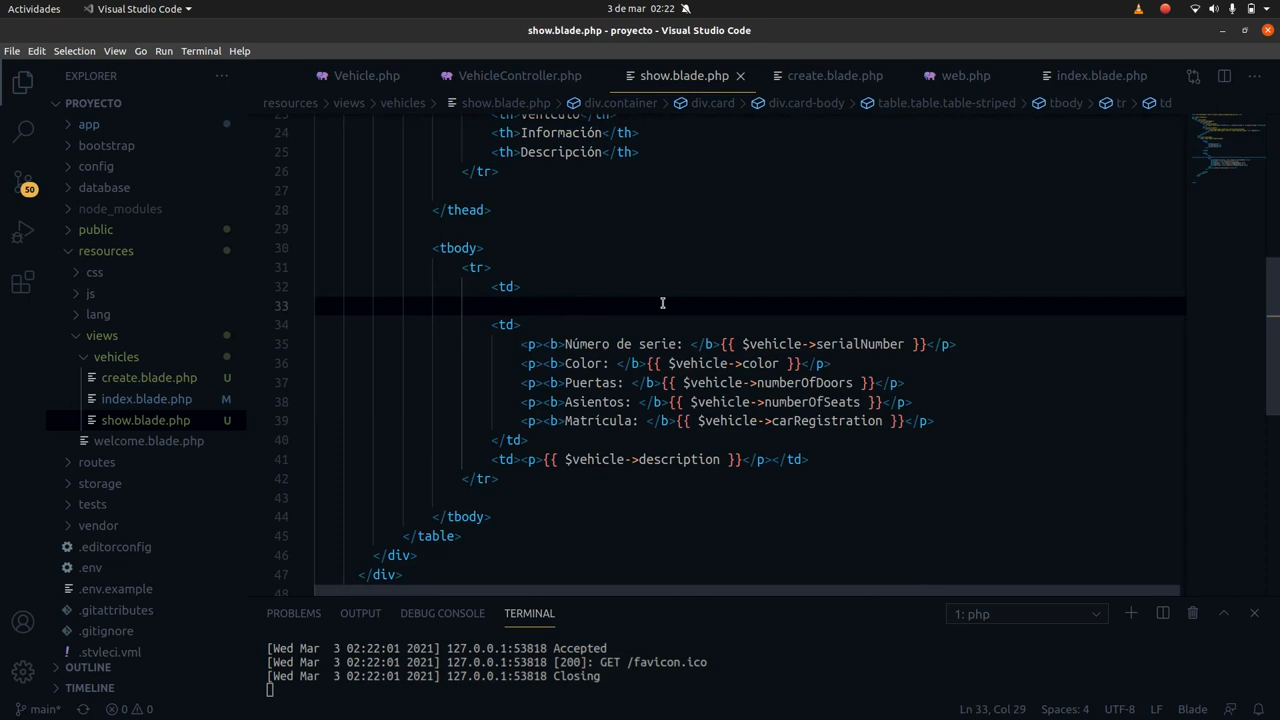 Actividades Visual Studio Code 3 de mar 02:22
show.blade.php - proyecto - Visual Studio Code
File Edit Selection View Go Run Terminal Help
EXPLORER ··· Vehicle.php VehicleController.php show.blade.php create.blade.php web.php index.blade.php ···
PROYECTO resources > views > vehicles > show.blade.php > div.container > div.card > div.card-body > table.table.table-striped > tbody > tr > td
app
bootstrap
config
database
node_modules
public
resources
css
js
lang
views
vehicles
create.blade.php U
index.blade.php M
show.blade.php U
welcome.blade.php
routes
storage
tests
vendor
.editorconfig
.env
.env.example
.gitattributes
.gitignore
.styleci.yml
OUTLINE
TIMELINE
50
23 <th>Vehículo</th>
24 <th>Información</th>
25 <th>Descripción</th>
26 </tr>
27
28 </thead>
29
30 <tbody>
31 <tr>
32 <td>
33
34 <td>
35 <p><b>Número de serie: </b>{{ $vehicle->serialNumber }}</p>
36 <p><b>Color: </b>{{ $vehicle->color }}</p>
37 <p><b>Puertas: </b>{{ $vehicle->numberOfDoors }}</p>
38 <p><b>Asientos: </b>{{ $vehicle->numberOfSeats }}</p>
39 <p><b>Matrícula: </b>{{ $vehicle->carRegistration }}</p>
40 </td>
41 <td><p>{{ $vehicle->description }}</p></td>
42 </tr>
43
44 </tbody>
45 </table>
46 </div>
47 </div>
48
PROBLEMS OUTPUT DEBUG CONSOLE TERMINAL 1: php
[Wed Mar  3 02:22:01 2021] 127.0.0.1:53818 Accepted
[Wed Mar  3 02:22:01 2021] 127.0.0.1:53818 [200]: GET /favicon.ico
[Wed Mar  3 02:22:01 2021] 127.0.0.1:53818 Closing
main* 0 0 Ln 33, Col 29 Spaces: 4 UTF-8 LF Blade